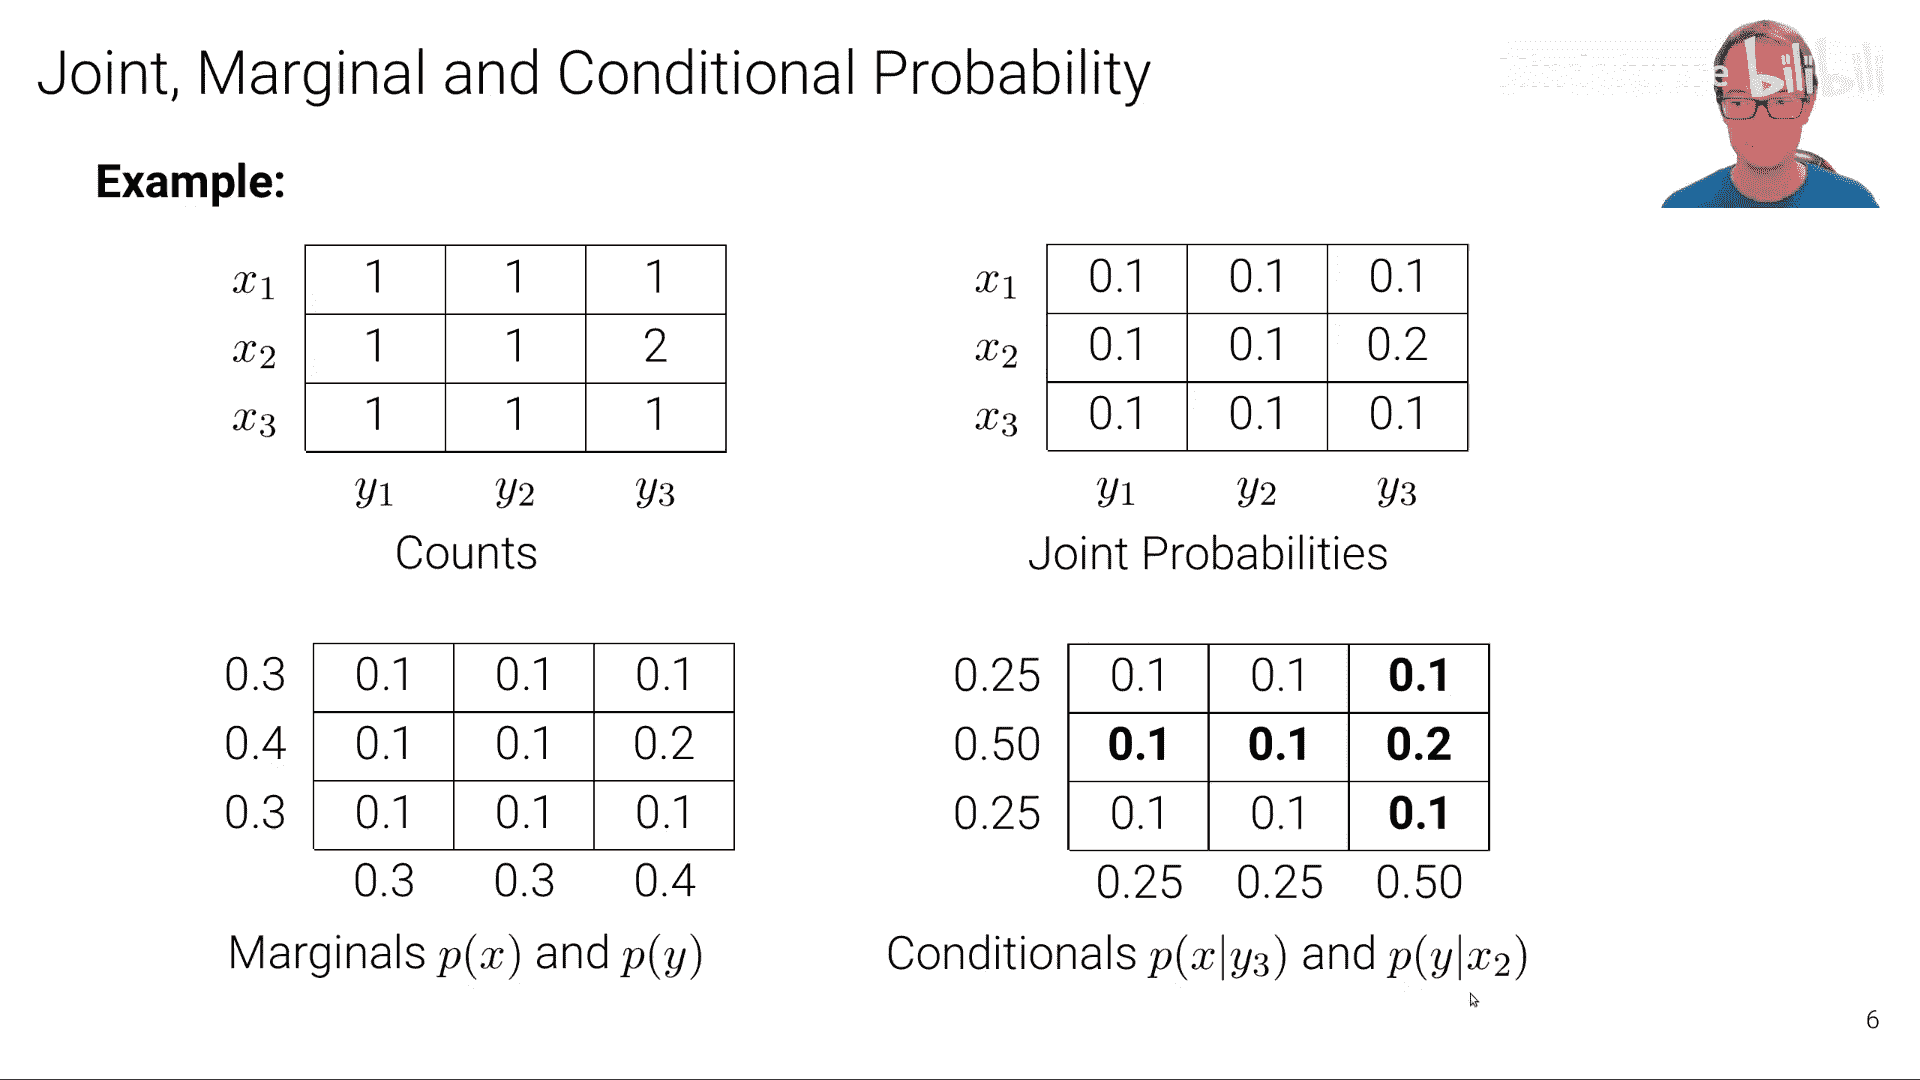 Joint, Marginal and Conditional Probability
e bilibili
Example:
x₁ 1 1 1
x₂ 1 1 2
x₃ 1 1 1
y₁ y₂ y₃
Counts
x₁ 0.1 0.1 0.1
x₂ 0.1 0.1 0.2
x₃ 0.1 0.1 0.1
y₁ y₂ y₃
Joint Probabilities
0.3 0.1 0.1 0.1
0.4 0.1 0.1 0.2
0.3 0.1 0.1 0.1
0.3 0.3 0.4
Marginals p(x) and p(y)
0.25 0.1 0.1 0.1
0.50 0.1 0.1 0.2
0.25 0.1 0.1 0.1
0.25 0.25 0.50
Conditionals p(x|y₃) and p(y|x₂)
6